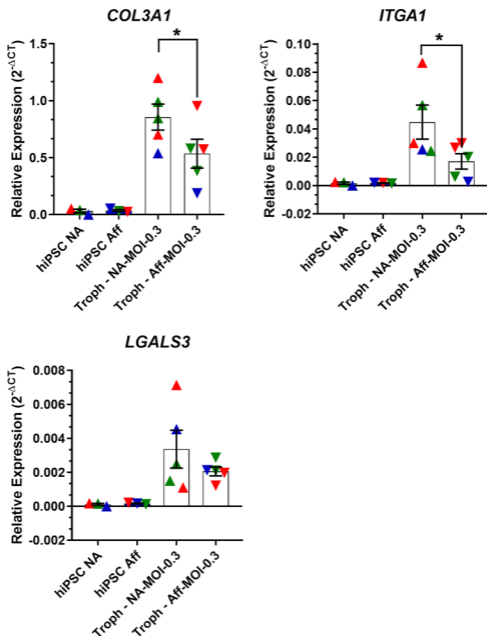 COL3A1
Relative Expression (2-ΔCT)
1.5
1.0
0.5
0.0
*
hiPSC NA
hiPSC Aff
Troph - NA-MOI-0.3
Troph - Aff-MOI-0.3
ITGA1
Relative Expression (2-ΔCT)
0.10
0.08
0.06
0.04
0.02
0.00
-0.02
*
hiPSC NA
hiPSC Aff
Troph - NA-MOI-0.3
Troph - Aff-MOI-0.3
LGALS3
Relative Expression (2-ΔCT)
0.008
0.006
0.004
0.002
0.000
-0.002
hiPSC NA
hiPSC Aff
Troph - NA-MOI-0.3
Troph - Aff-MOI-0.3